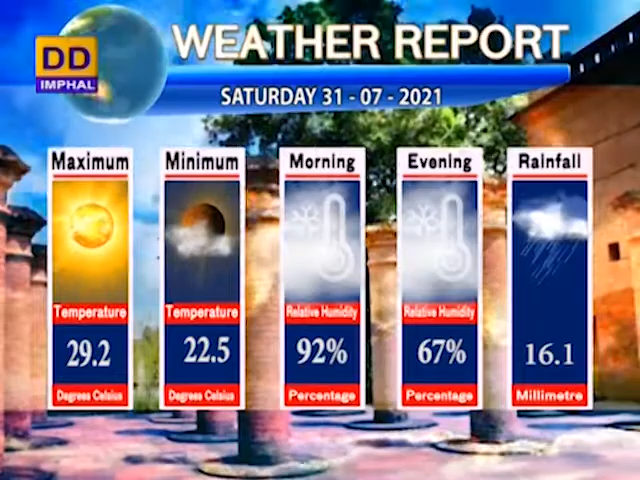 DD
IMPHAL
WEATHER REPORT
SATURDAY 31 - 07 - 2021
Maximum
Temperature
29.2
Degrees Celsius
Minimum
Temperature
22.5
Degrees Celsius
Morning
Relative Humidity
92%
Percentage
Evening
Relative Humidity
67%
Percentage
Rainfall
16.1
Millimetre